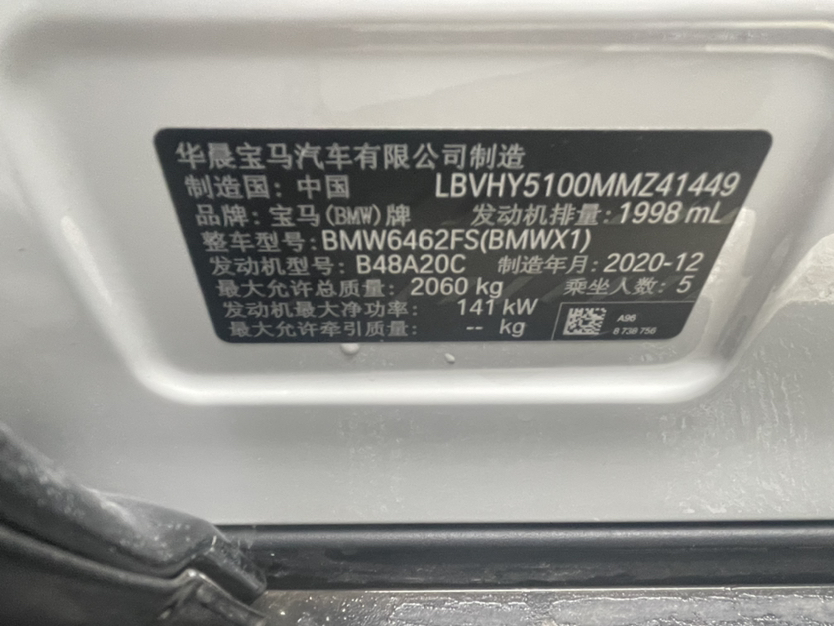 华晨宝马汽车有限公司制造
制造国：中国 LBVHY5100MMZ41449
品牌：宝马(BMW)牌 发动机排量：1998 mL
整车型号：BMW6462FS(BMWX1)
发动机型号：B48A20C 制造年月：2020-12
最大允许总质量： 2060 kg 乘坐人数：5
发动机最大净功率： 141 kW
最大允许牵引质量： -- kg
A96
8 738 756